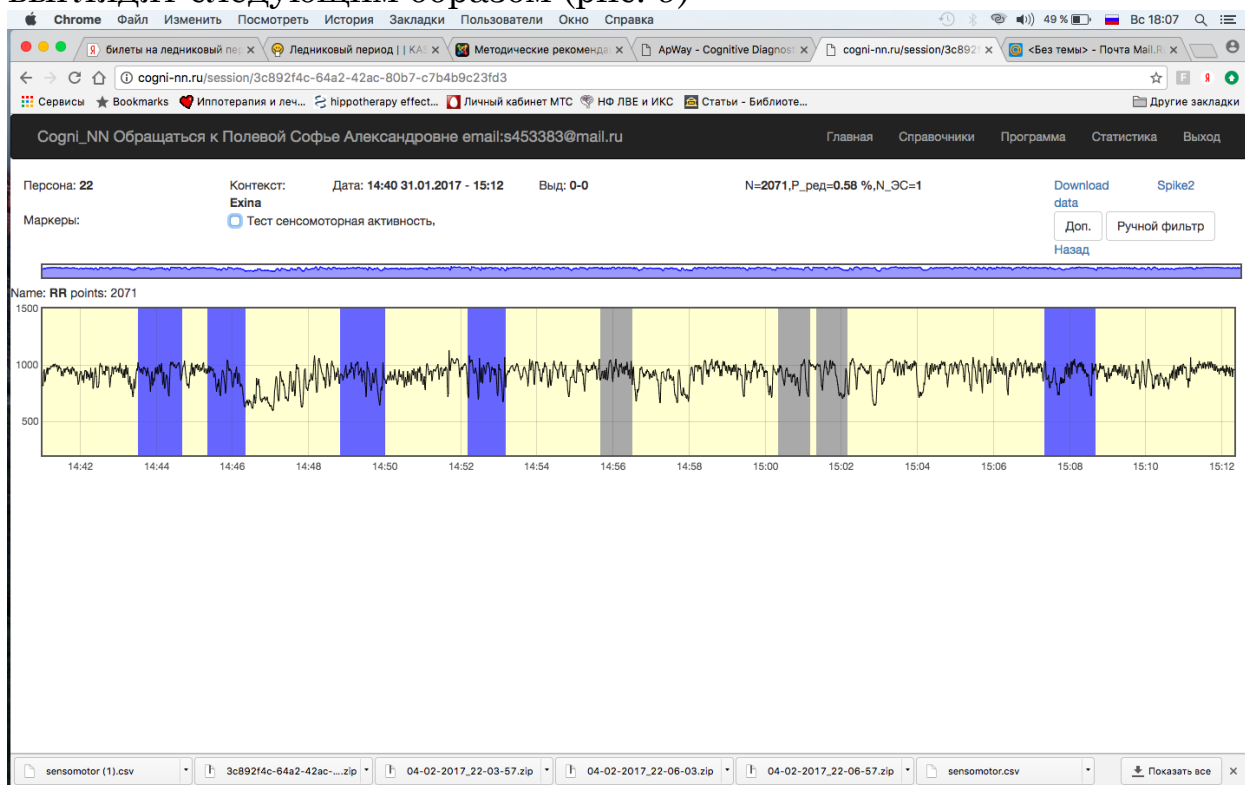 выглядят следующим образом (рис. 6)
Chrome Файл Изменить Посмотреть История Закладки Пользователи Окно Справка 49 % Вс 18:07
билеты на ледниковый пер Ледниковый период | | КАS Методические рекоменда ApWay - Cognitive Diagnost cogni-nn.ru/session/3c892f <Без темы> - Почта Mail.R
cogni-nn.ru/session/3c892f4c-64a2-42ac-80b7-c7b4b9c23fd3
Сервисы Bookmarks Иппотерапия и леч... hippotherapy effect... Личный кабинет МТС НФ ЛВЕ и ИКС Статьи - Библиоте... Другие закладки
Cogni_NN Обращаться к Полевой Софье Александровне email:s453383@mail.ru Главная Справочники Программа Статистика Выход
Персона: 22 Контекст: Дата: 14:40 31.01.2017 - 15:12 Выд: 0-0 N=2071,P_ред=0.58 %,N_ЭС=1 Download Spike2
Exina data
Маркеры: Тест сенсомоторная активность, Доп. Ручной фильтр
Назад
Name: RR points: 2071
1500
1000
500
14:42 14:44 14:46 14:48 14:50 14:52 14:54 14:56 14:58 15:00 15:02 15:04 15:06 15:08 15:10 15:12
sensomotor (1).csv 3c892f4c-64a2-42ac-....zip 04-02-2017_22-03-57.zip 04-02-2017_22-06-03.zip 04-02-2017_22-06-57.zip sensomotor.csv Показать все